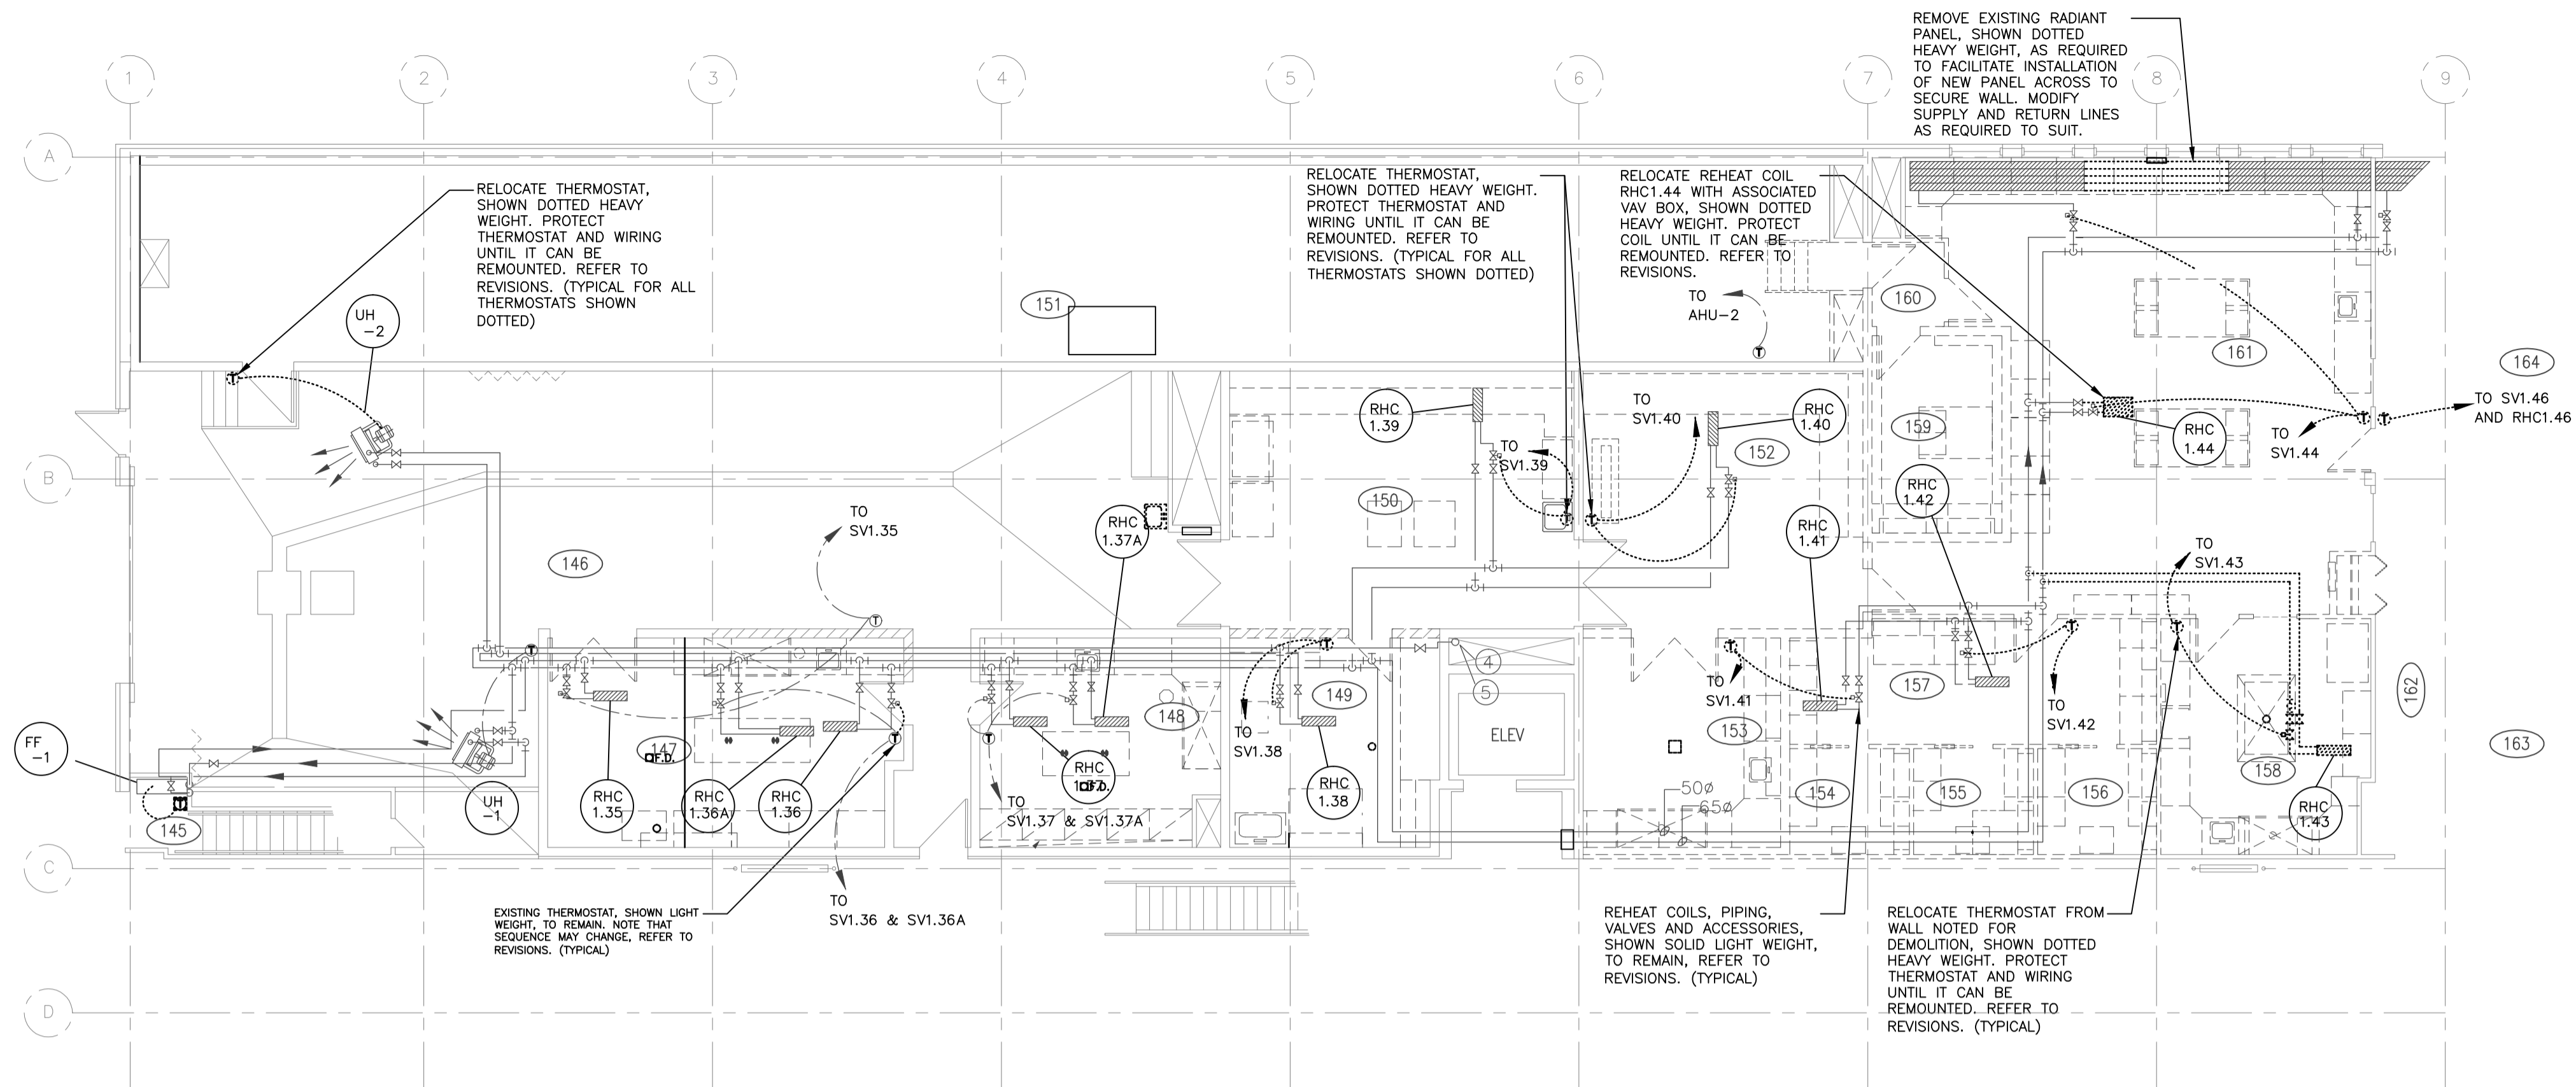 REMOVE EXISTING RADIANT
PANEL, SHOWN DOTTED
HEAVY WEIGHT, AS REQUIRED
TO FACILITATE INSTALLATION
OF NEW PANEL ACROSS TO
SECURE WALL. MODIFY
SUPPLY AND RETURN LINES
AS REQUIRED TO SUIT.
1
2
3
4
5
6
7
8
9
A
RELOCATE THERMOSTAT,
SHOWN DOTTED HEAVY
WEIGHT. PROTECT
THERMOSTAT AND WIRING
UNTIL IT CAN BE
REMOUNTED. REFER TO
REVISIONS. (TYPICAL FOR ALL
THERMOSTATS SHOWN
DOTTED)
RELOCATE THERMOSTAT,
SHOWN DOTTED HEAVY WEIGHT.
PROTECT THERMOSTAT AND
WIRING UNTIL IT CAN BE
REMOUNTED. REFER TO
REVISIONS. (TYPICAL FOR ALL
THERMOSTATS SHOWN DOTTED)
RELOCATE REHEAT COIL
RHC1.44 WITH ASSOCIATED
VAV BOX, SHOWN DOTTED
HEAVY WEIGHT. PROTECT
COIL UNTIL IT CAN BE
REMOUNTED. REFER TO
REVISIONS.
UH
-2
151
TO
AHU-2
T
160
161
164
T
RHC
1.39
TO
SV1.40
RHC
1.40
159
TO SV1.46
AND RHC1.46
T
T
RHC
1.44
TO
SV1.44
TO
SV1.39
152
B
150
RHC
1.42
T
T
TO
SV1.35
RHC
1.37A
RHC
1.41
146
TO
SV1.43
T
T
T
T
T
T
4
5
149
157
162
TO
SV1.41
TO
SV1.42
148
153
TO
SV1.38
ELEV
163
FF
-1
147
F.D.
T
T
158
UH
-1
RHC
1.35
RHC
1.36A
RHC
1.36
RHC
1.37
F.D.
RHC
1.38
50ø
65ø
154
155
156
RHC
1.43
T
145
TO
SV1.37 & SV1.37A
C
TO
SV1.36 & SV1.36A
EXISTING THERMOSTAT, SHOWN LIGHT
WEIGHT, TO REMAIN. NOTE THAT
SEQUENCE MAY CHANGE, REFER TO
REVISIONS. (TYPICAL)
REHEAT COILS, PIPING,
VALVES AND ACCESSORIES,
SHOWN SOLID LIGHT WEIGHT,
TO REMAIN, REFER TO
REVISIONS. (TYPICAL)
RELOCATE THERMOSTAT FROM
WALL NOTED FOR
DEMOLITION, SHOWN DOTTED
HEAVY WEIGHT. PROTECT
THERMOSTAT AND WIRING
UNTIL IT CAN BE
REMOUNTED. REFER TO
REVISIONS. (TYPICAL)
D